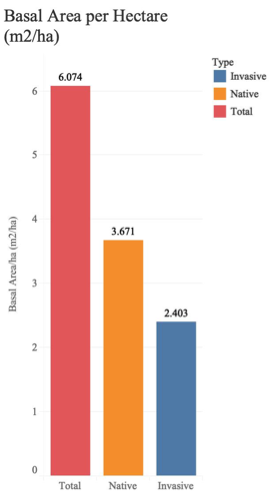 Basal Area per Hectare
(m2/ha)
Type
Invasive
Native
Total
Basal Area/ha (m2/ha)
6
5
4
3
2
1
0
6.074
3.671
2.403
Total
Native
Invasive